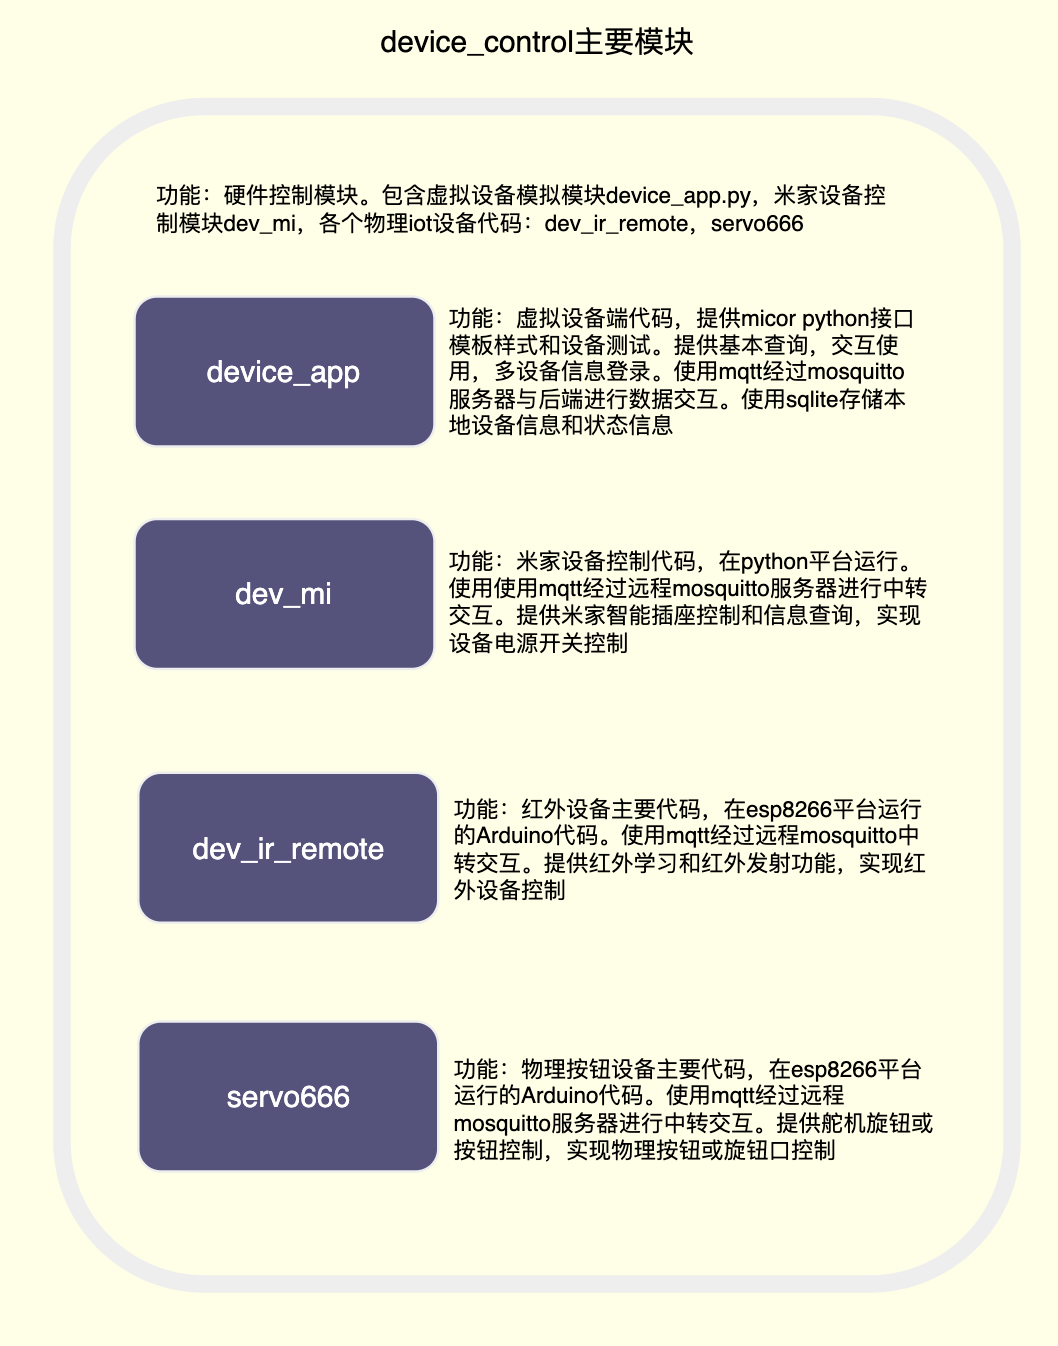 device_control主要模块
功能：硬件控制模块。包含虚拟设备模拟模块device_app.py，米家设备控
制模块dev_mi，各个物理iot设备代码：dev_ir_remote，servo666
device_app
功能：虚拟设备端代码，提供micor python接口
模板样式和设备测试。提供基本查询，交互使
用，多设备信息登录。使用mqtt经过mosquitto
服务器与后端进行数据交互。使用sqlite存储本
地设备信息和状态信息
dev_mi
功能：米家设备控制代码，在python平台运行。
使用使用mqtt经过远程mosquitto服务器进行中转
交互。提供米家智能插座控制和信息查询，实现
设备电源开关控制
dev_ir_remote
功能：红外设备主要代码，在esp8266平台运行
的Arduino代码。使用mqtt经过远程mosquitto中
转交互。提供红外学习和红外发射功能，实现红
外设备控制
servo666
功能：物理按钮设备主要代码，在esp8266平台
运行的Arduino代码。使用mqtt经过远程
mosquitto服务器进行中转交互。提供舵机旋钮或
按钮控制，实现物理按钮或旋钮口控制